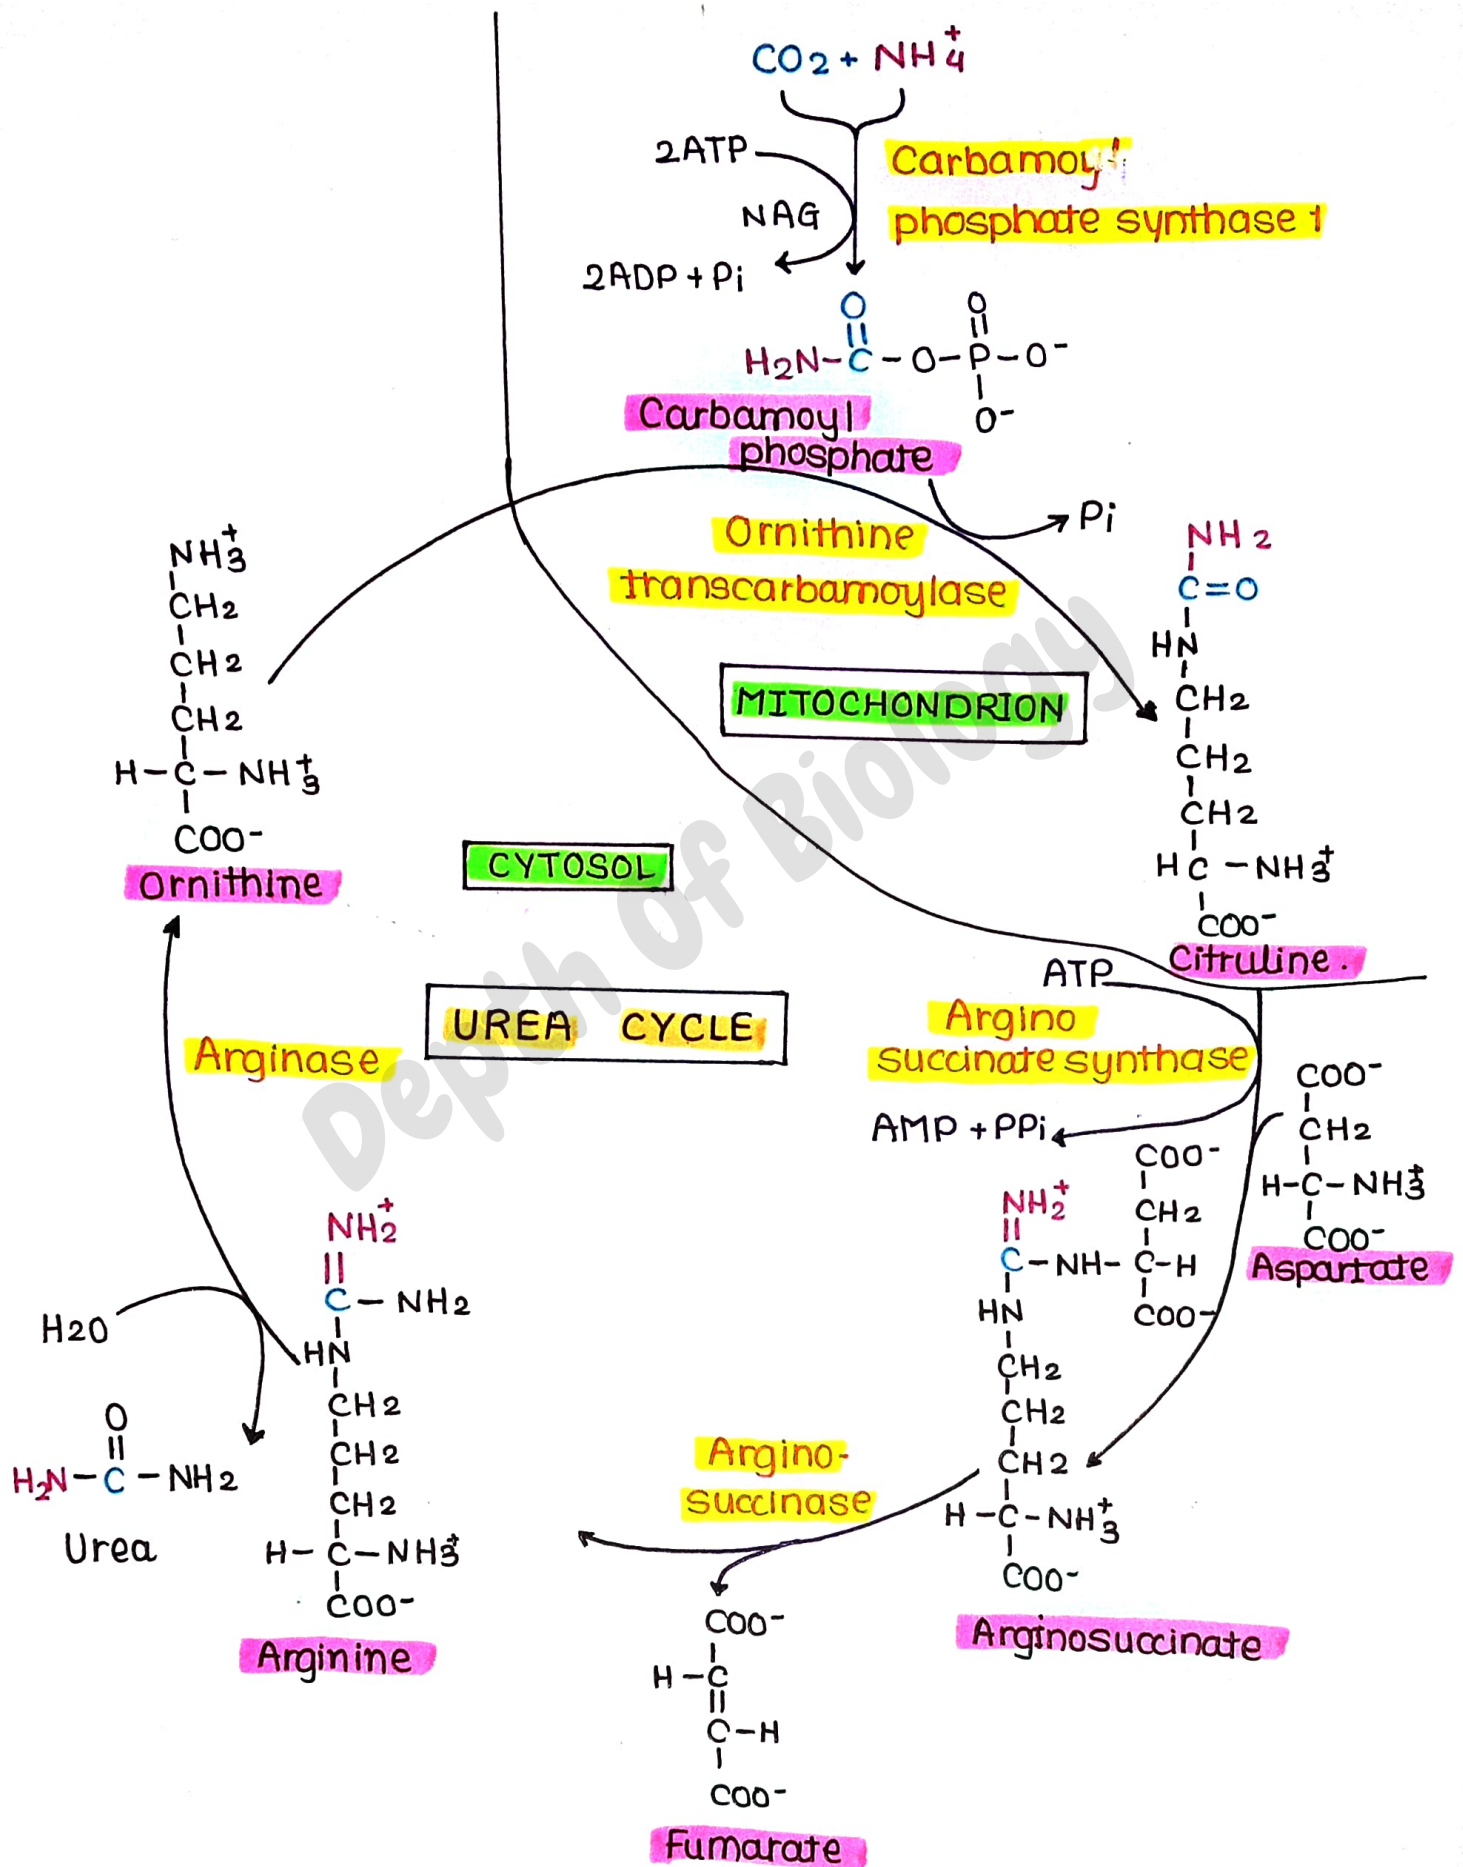 CO2 + NH4+
2ATP
Carbamoyl
phosphate synthase 1
NAG
2ADP + Pi
O
O
H2N-C-O-P-O-
O-
Carbamoyl
phosphate
Pi
Ornithine
transcarbamoylase
MITOCHONDRION
NH2
C=O
HN
CH2
CH2
CH2
HC-NH3+
COO-
Citruline.
NH3+
CH2
CH2
CH2
H-C-NH3+
COO-
Ornithine
CYTOSOL
UREA CYCLE
Depth Of Biology
ATP
Argino
succinate synthase
AMP + PPi
COO-
CH2
H-C-NH3+
COO-
Aspartate
COO-
CH2
NH2+
C-NH-C-H
COO-
HN
CH2
CH2
CH2
H-C-NH3+
COO-
Arginosuccinate
Argino-
succinase
COO-
H-C
C-H
COO-
Fumarate
Arginase
NH2+
C-NH2
HN
CH2
CH2
CH2
H-C-NH3+
COO-
Arginine
H2O
O
H2N-C-NH2
Urea